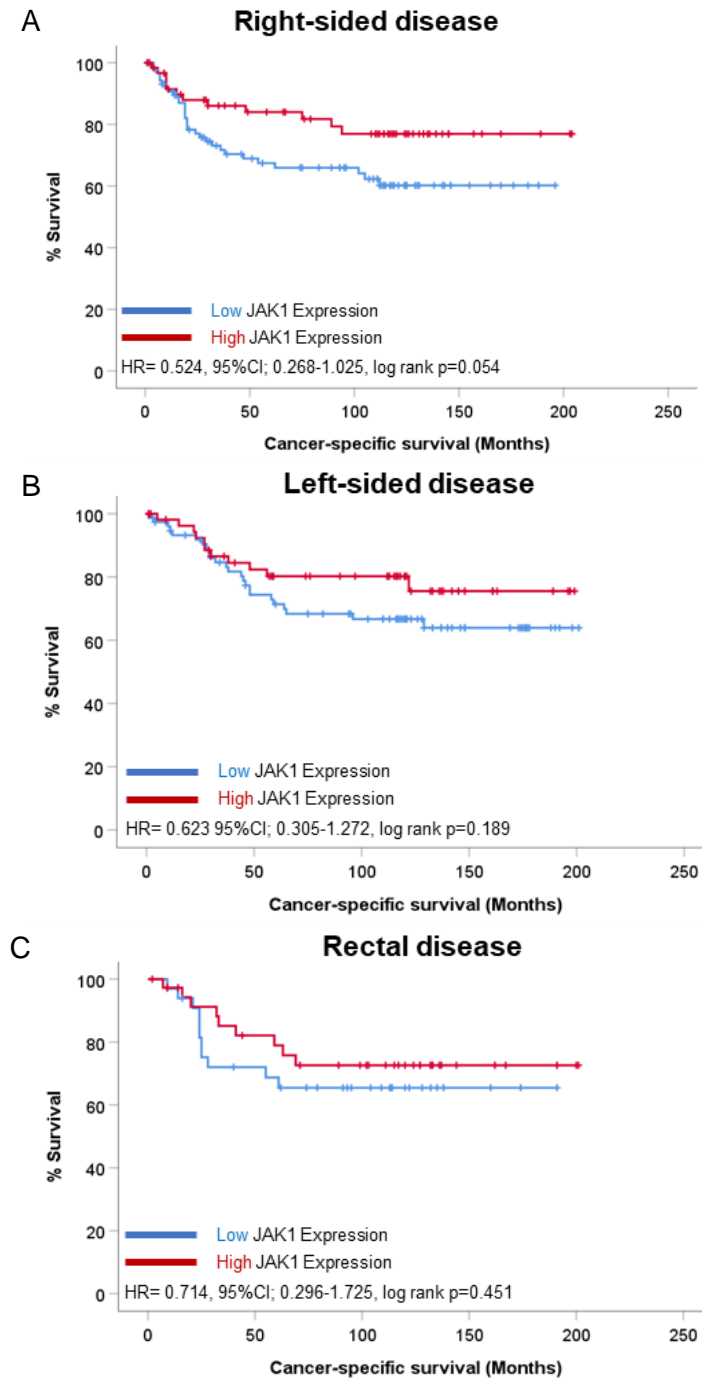 A
Right-sided disease
100
80
60
40
20
0
% Survival
Low JAK1 Expression
High JAK1 Expression
HR= 0.524, 95%CI; 0.268-1.025, log rank p=0.054
0 50 100 150 200 250
Cancer-specific survival (Months)
B
Left-sided disease
100
80
60
40
20
0
% Survival
Low JAK1 Expression
High JAK1 Expression
HR= 0.623 95%CI; 0.305-1.272, log rank p=0.189
0 50 100 150 200 250
Cancer-specific survival (Months)
C
Rectal disease
100
80
60
40
20
0
% Survival
Low JAK1 Expression
High JAK1 Expression
HR= 0.714, 95%CI; 0.296-1.725, log rank p=0.451
0 50 100 150 200 250
Cancer-specific survival (Months)